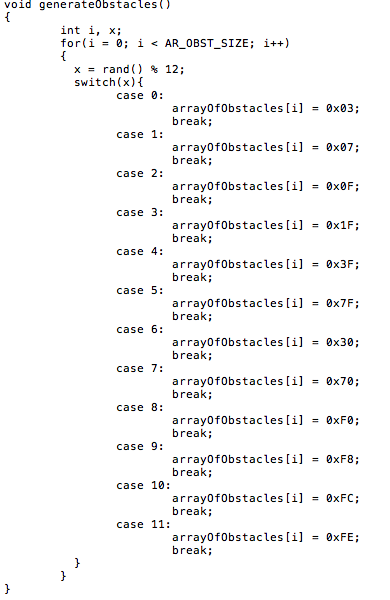 void generateObstacles()
{
        int i, x;
        for(i = 0; i < AR_OBST_SIZE; i++)
        {
          x = rand() % 12;
          switch(x){
                case 0:
                        arrayOfObstacles[i] = 0x03;
                        break;
                case 1:
                        arrayOfObstacles[i] = 0x07;
                        break;
                case 2:
                        arrayOfObstacles[i] = 0x0F;
                        break;
                case 3:
                        arrayOfObstacles[i] = 0x1F;
                        break;
                case 4:
                        arrayOfObstacles[i] = 0x3F;
                        break;
                case 5:
                        arrayOfObstacles[i] = 0x7F;
                        break;
                case 6:
                        arrayOfObstacles[i] = 0x30;
                        break;
                case 7:
                        arrayOfObstacles[i] = 0x70;
                        break;
                case 8:
                        arrayOfObstacles[i] = 0xF0;
                        break;
                case 9:
                        arrayOfObstacles[i] = 0xF8;
                        break;
                case 10:
                        arrayOfObstacles[i] = 0xFC;
                        break;
                case 11:
                        arrayOfObstacles[i] = 0xFE;
                        break;
          }
        }
}